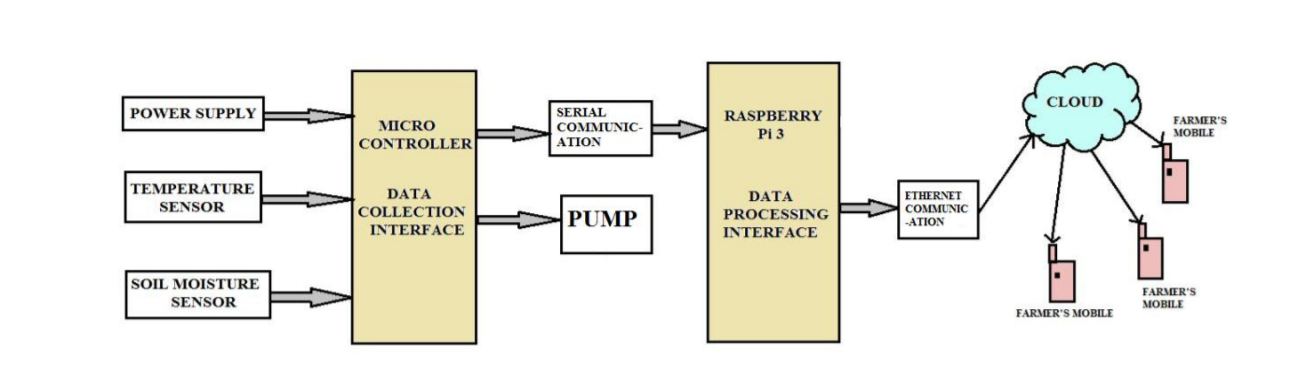 POWER SUPPLY
TEMPERATURE
SENSOR
SOIL MOISTURE
SENSOR
MICRO
CONTROLLER
DATA
COLLECTION
INTERFACE
SERIAL
COMMUNIC-
ATION
PUMP
RASPBERRY
Pi 3
DATA
PROCESSING
INTERFACE
ETHERNET
COMMUNIC
-ATION
CLOUD
FARMER'S
MOBILE
FARMER'S
MOBILE
FARMER'S MOBILE